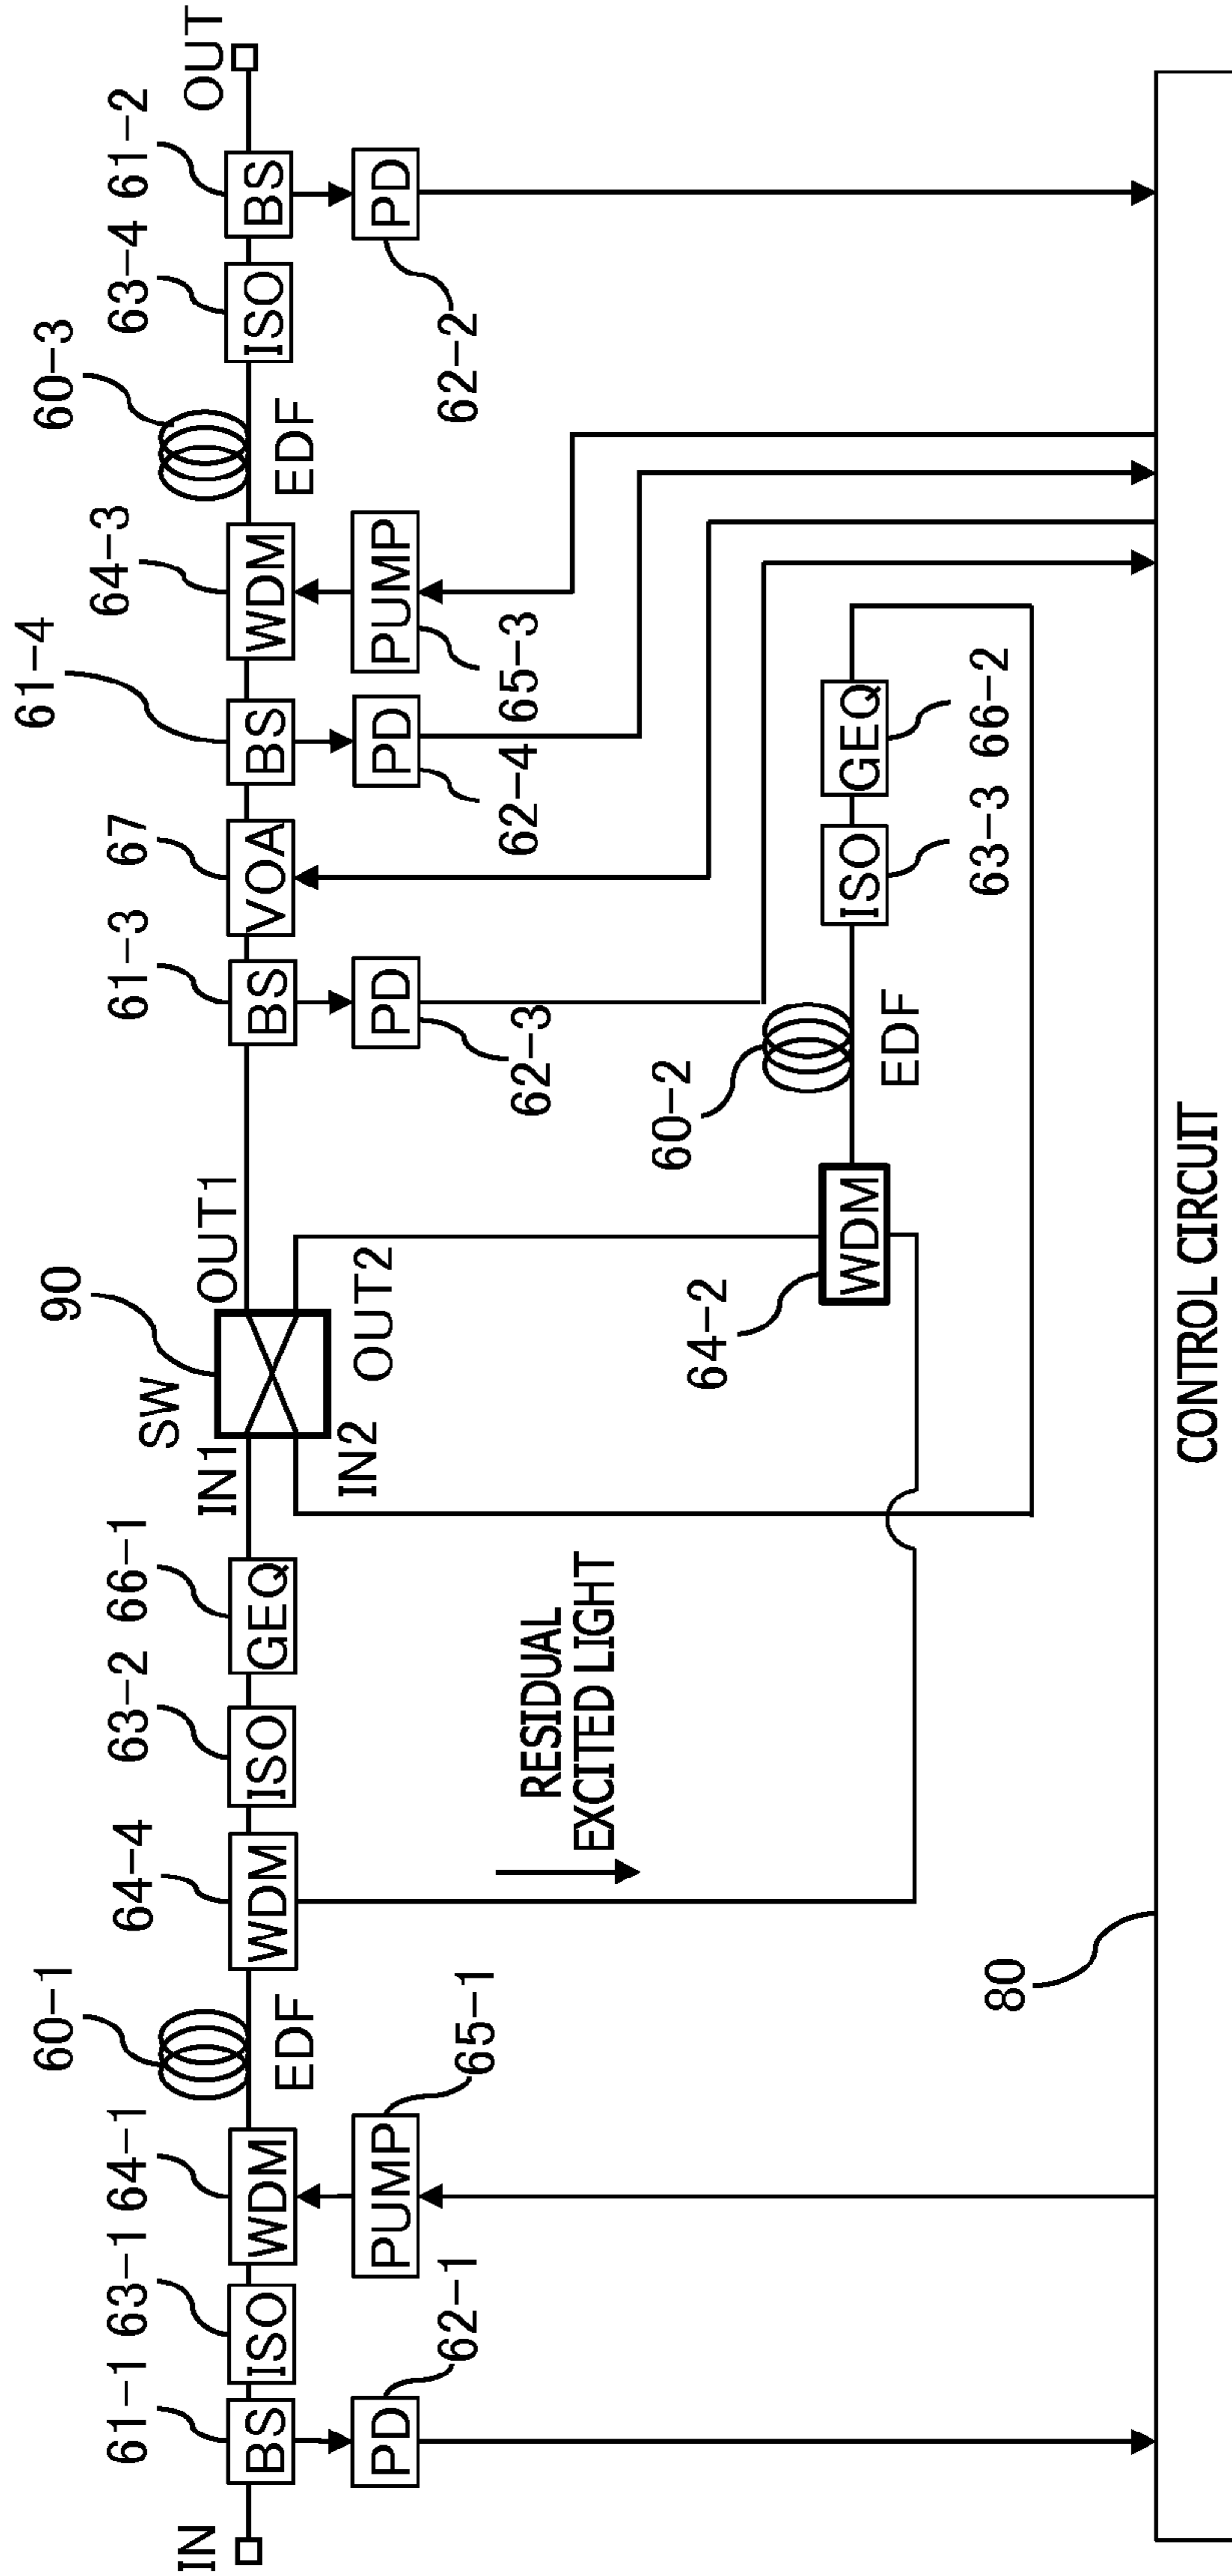 IN
61-1
63-1
64-1
60-1
64-4
63-2
66-1
SW
90
61-3
67
61-4
64-3
60-3
63-4
61-2
OUT
BS
ISO
WDM
EDF
WDM
ISO
GEQ
IN1
OUT1
BS
VOA
BS
WDM
EDF
ISO
BS
IN2
OUT2
PD
62-1
PUMP
65-1
PD
62-3
PD
62-4
PUMP
65-3
PD
62-2
RESIDUAL
EXCITED LIGHT
64-2
60-2
WDM
EDF
ISO
GEQ
63-3
66-2
80
CONTROL CIRCUIT